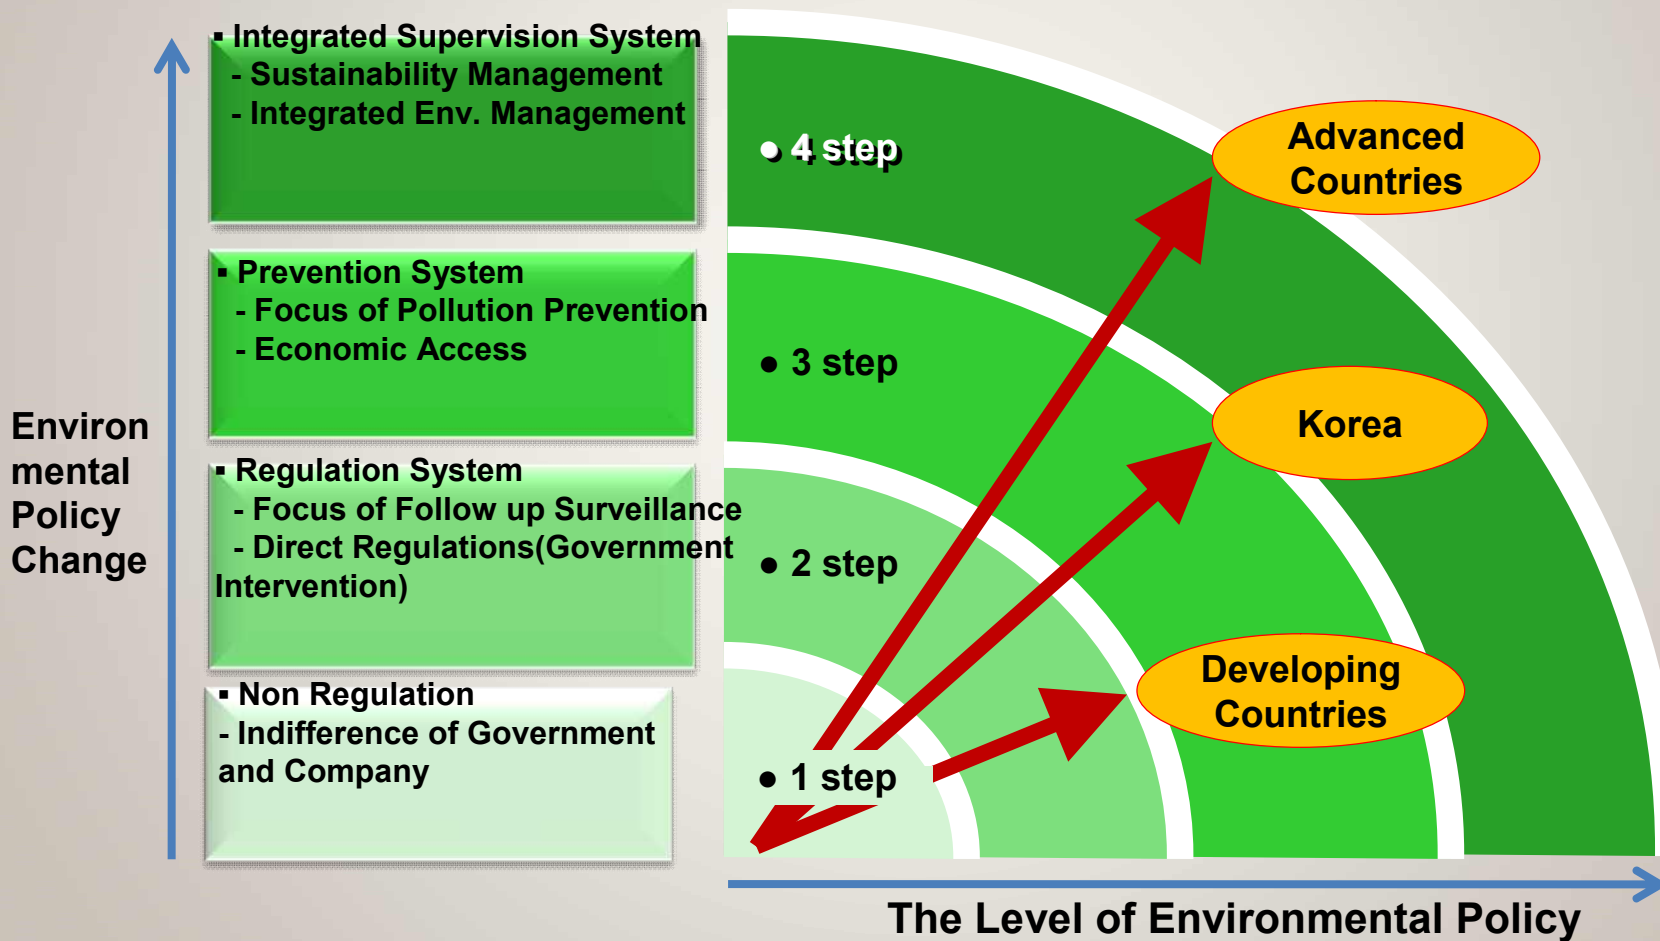 Environ
mental
Policy
Change
▪ Integrated Supervision System
- Sustainability Management
- Integrated Env. Management
▪ Prevention System
- Focus of Pollution Prevention
- Economic Access
▪ Regulation System
- Focus of Follow up Surveillance
- Direct Regulations(Government
Intervention)
▪ Non Regulation
- Indifference of Government
and Company
● 4 step
● 3 step
● 2 step
● 1 step
Advanced
Countries
Korea
Developing
Countries
The Level of Environmental Policy